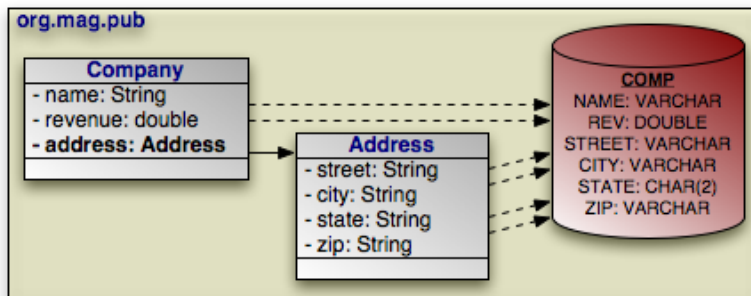 org.mag.pub
Company
- name: String
- revenue: double
- address: Address
Address
- street: String
- city: String
- state: String
- zip: String
COMP
NAME: VARCHAR
REV: DOUBLE
STREET: VARCHAR
CITY: VARCHAR
STATE: CHAR(2)
ZIP: VARCHAR